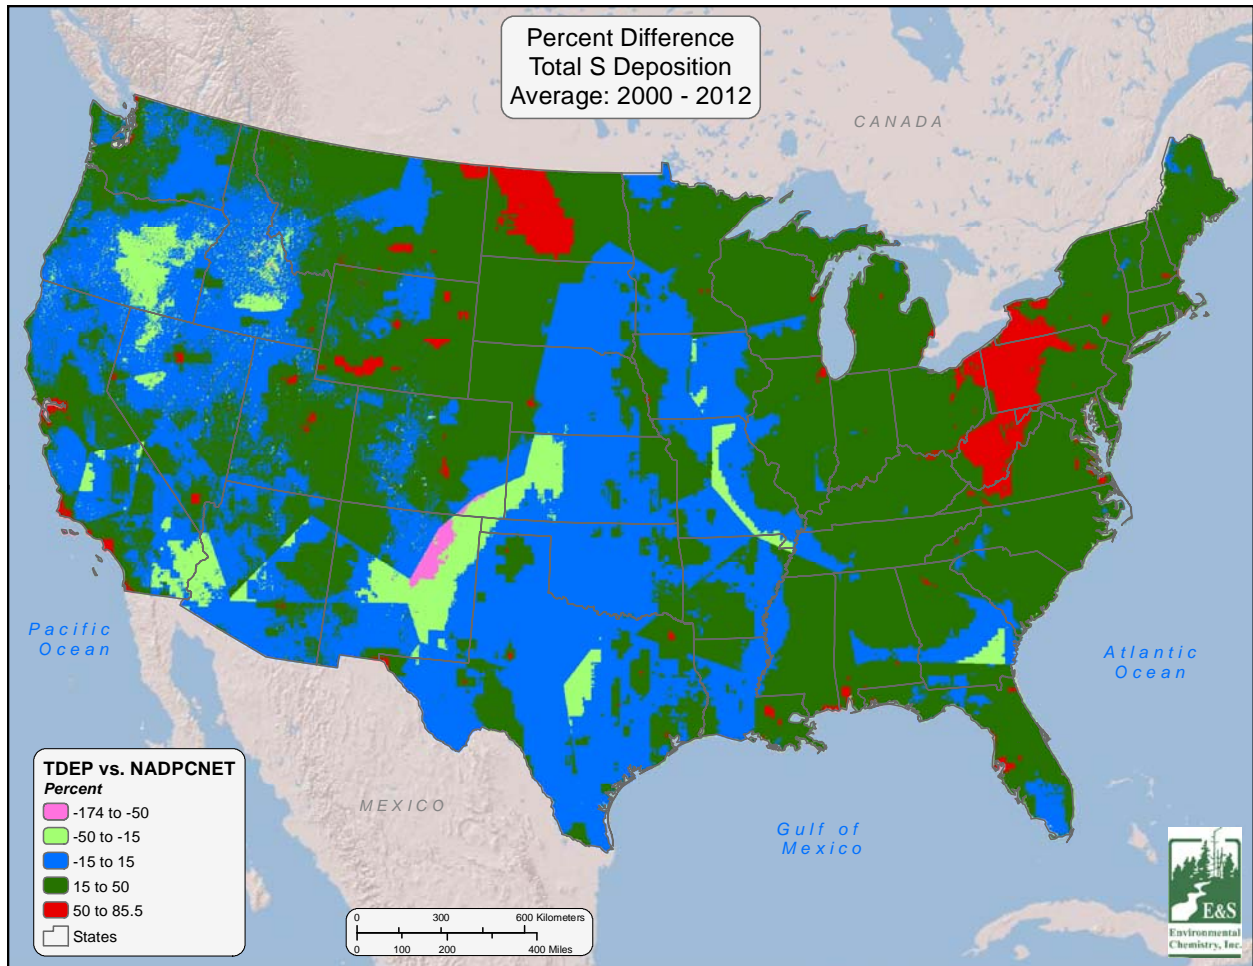 Percent Difference
Total S Deposition
Average: 2000 - 2012
CANADA
Pacific
Ocean
Atlantic
Ocean
TDEP vs. NADPCNET
Percent
-174 to -50
-50 to -15
-15 to 15
15 to 50
50 to 85.5
States
MEXICO
Gulf of
Mexico
0 300 600 Kilometers
0 100 200 400 Miles
E&S
Environmental
Chemistry, Inc.